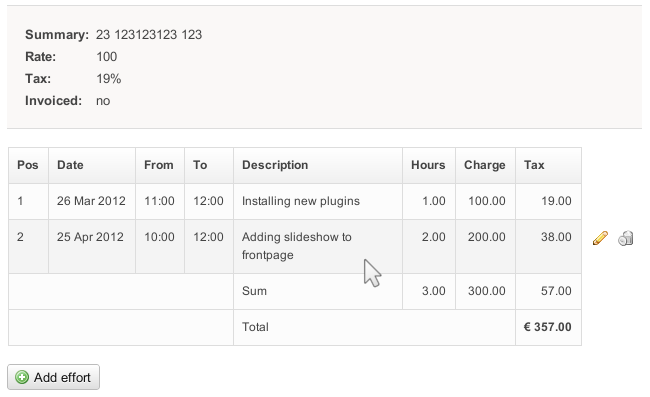 Summary: 23 123123123 123
Rate: 100
Tax: 19%
Invoiced: no
Pos Date From To Description Hours Charge Tax
1 26 Mar 2012 11:00 12:00 Installing new plugins 1.00 100.00 19.00
2 25 Apr 2012 10:00 12:00 Adding slideshow to 2.00 200.00 38.00
frontpage
Sum 3.00 300.00 57.00
Total € 357.00
Add effort